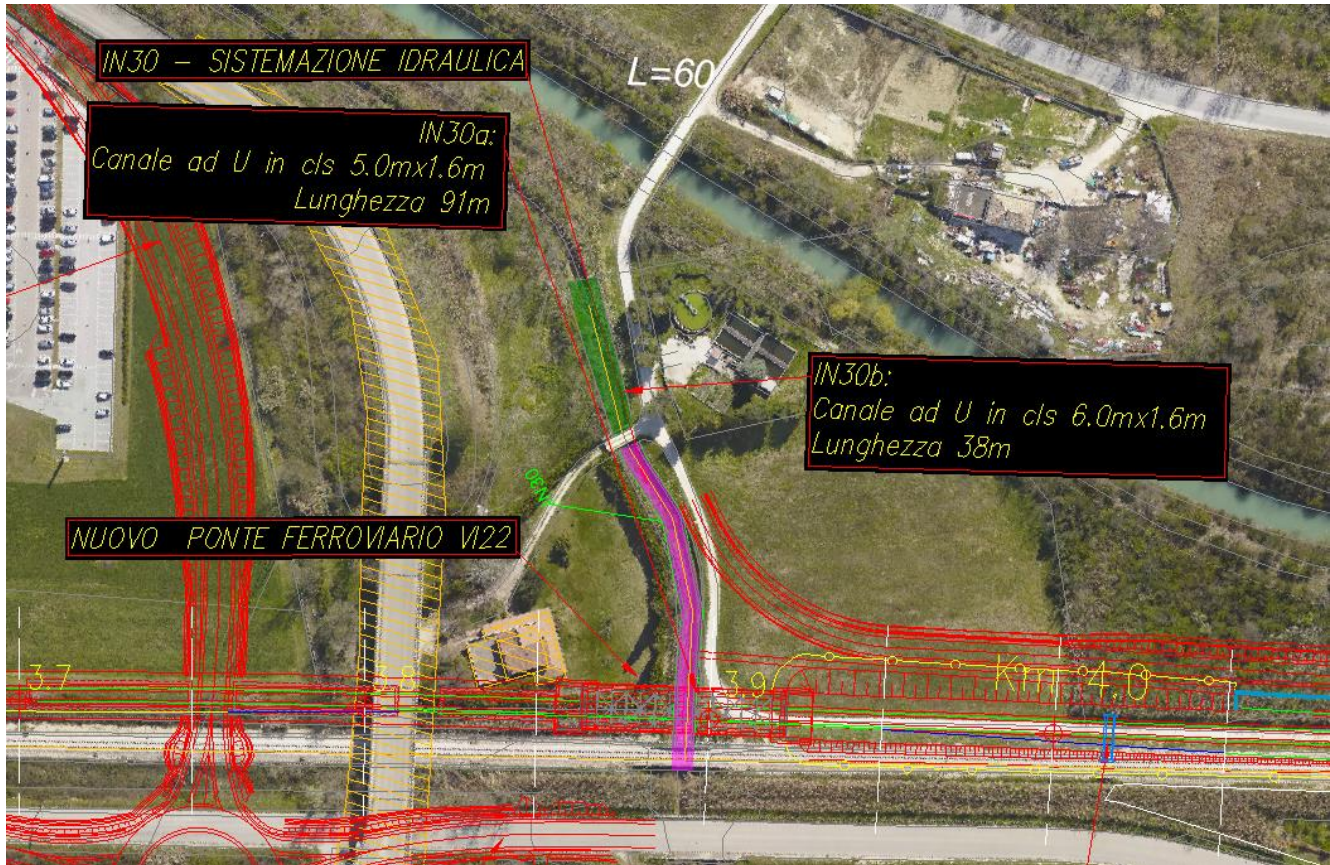 IN30 - SISTEMAZIONE IDRAULICA
L=60
IN30a:
Canale ad U in cls 5.0mx1.6m
Lunghezza 91m
IN30b:
Canale ad U in cls 6.0mx1.6m
Lunghezza 38m
IN30
NUOVO PONTE FERROVIARIO VI22
3.7
3.8
3.9
Km 4.0